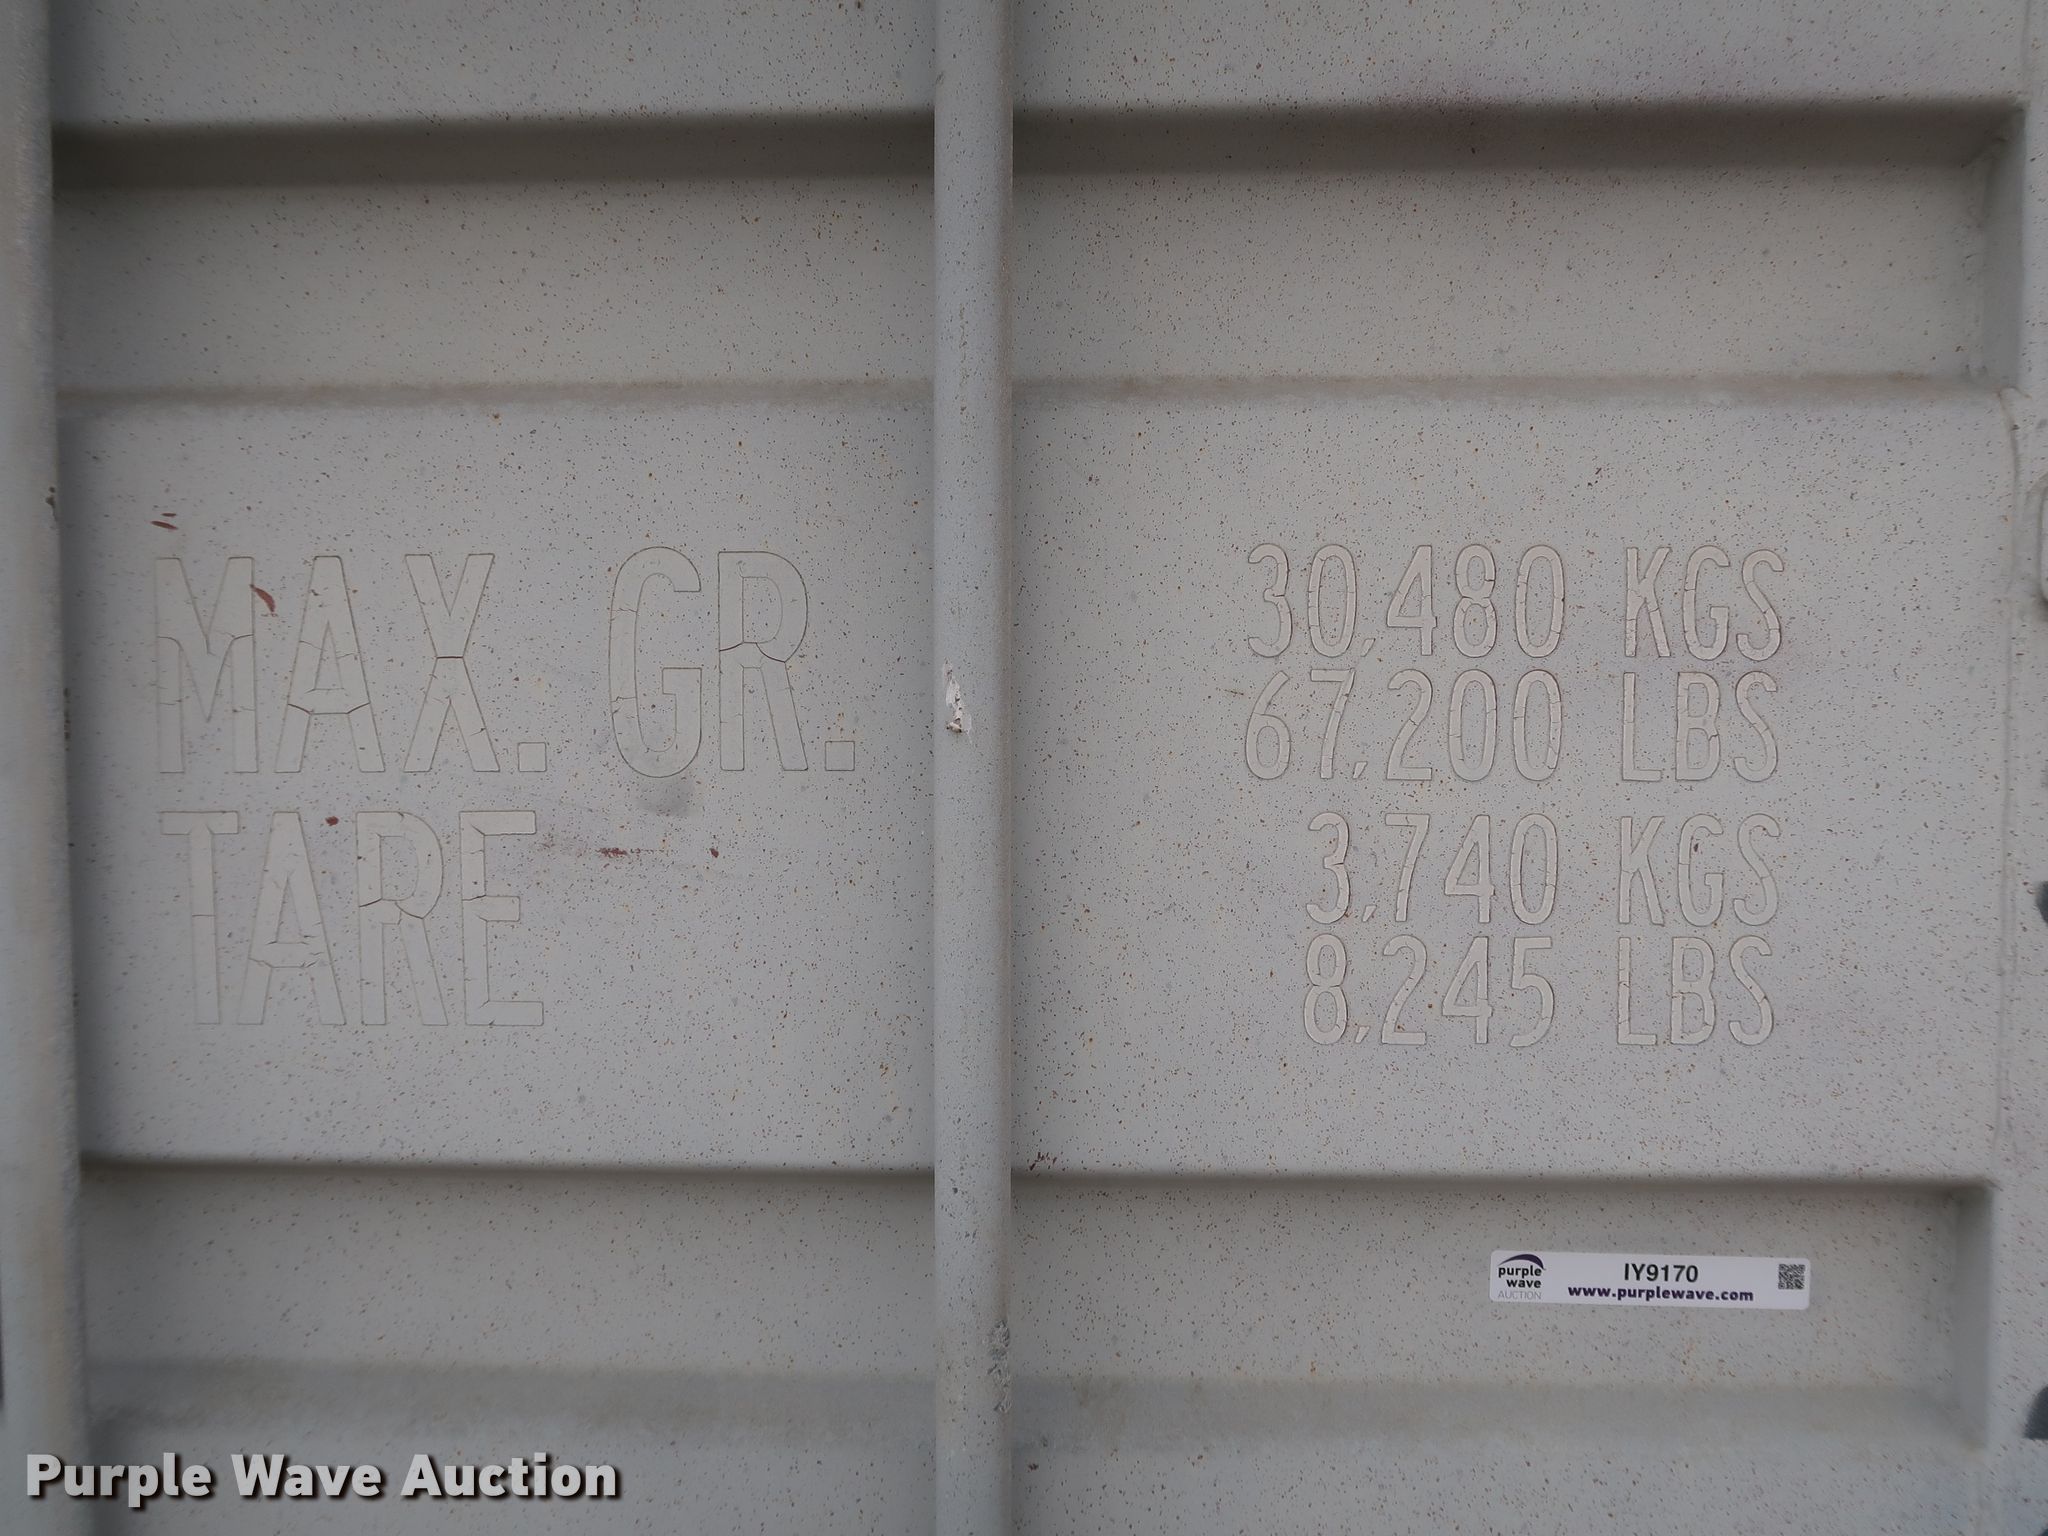 MAX. GR. 30,480 KGS
67,200 LBS
TARE 3,740 KGS
8,245 LBS
purple wave AUCTION
IY9170
www.purplewave.com
Purple Wave Auction